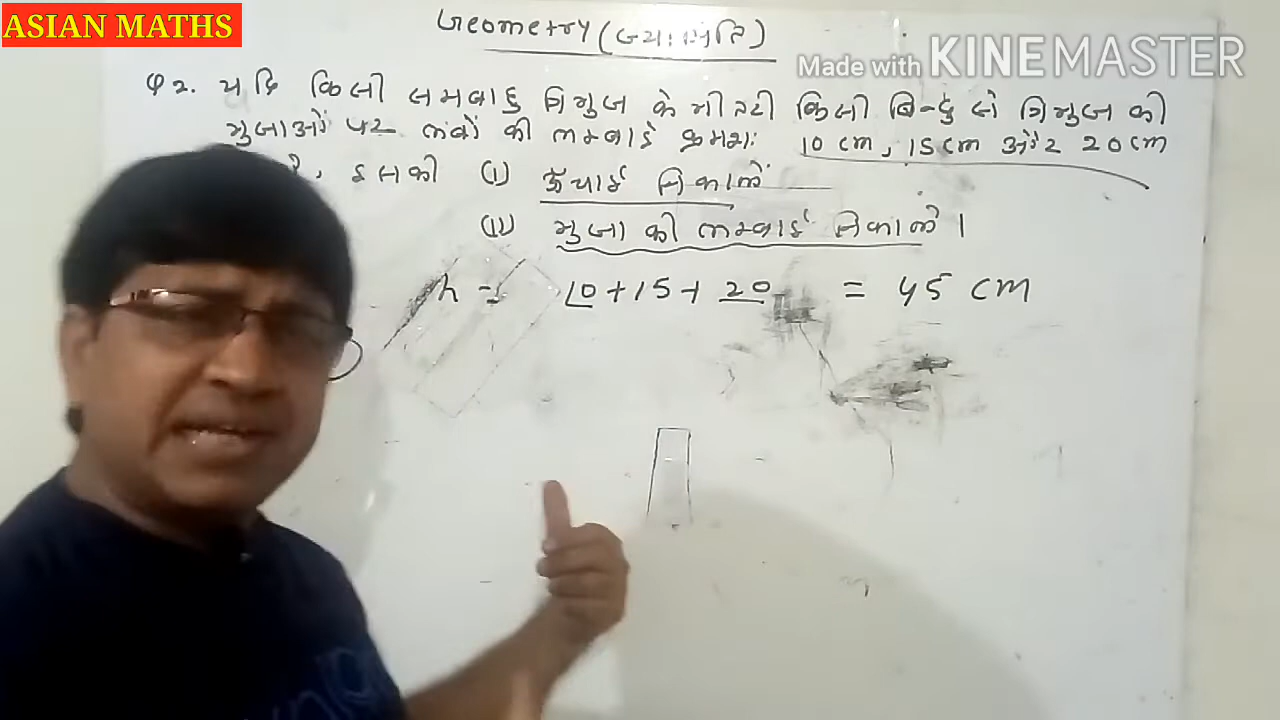 ASIAN MATHS
Geometry (ज्यामिति)
Made with KINEMASTER
Q 2. यदि किसी समबाहु त्रिभुज के भीतरी किसी बिन्दु से त्रिभुज की
भुजाओं पर लंबों की लम्बाई क्रमशः 10 cm, 15 cm और 20 cm
है, इसकी (i) ऊँचाई निकालें
(ii) भुजा की लम्बाई निकालें।
h = 10 + 15 + 20 = 45 cm